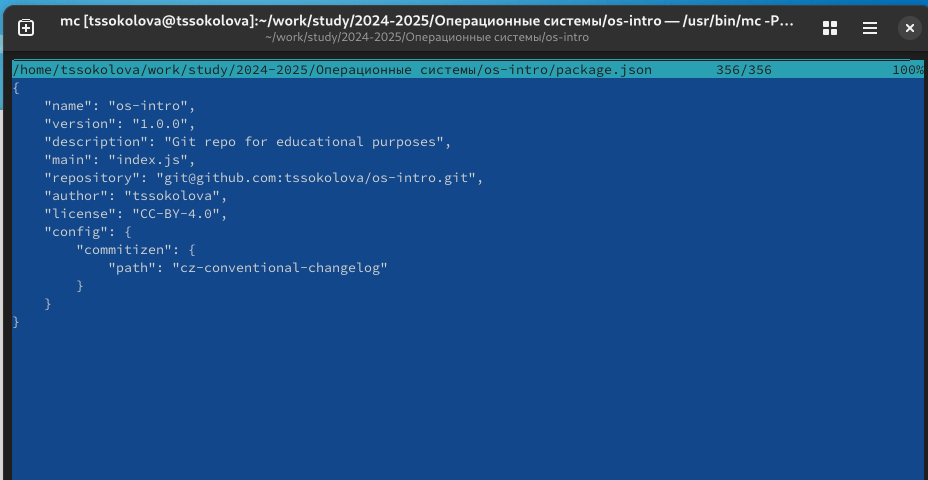 mc [tssokolova@tssokolova]:~/work/study/2024-2025/Операционные системы/os-intro — /usr/bin/mc -P...
~/work/study/2024-2025/Операционные системы/os-intro
/home/tssokolova/work/study/2024-2025/Операционные системы/os-intro/package.json 356/356 100%
{
    "name": "os-intro",
    "version": "1.0.0",
    "description": "Git repo for educational purposes",
    "main": "index.js",
    "repository": "git@github.com:tssokolova/os-intro.git",
    "author": "tssokolova",
    "license": "CC-BY-4.0",
    "config": {
        "commitizen": {
            "path": "cz-conventional-changelog"
        }
    }
}